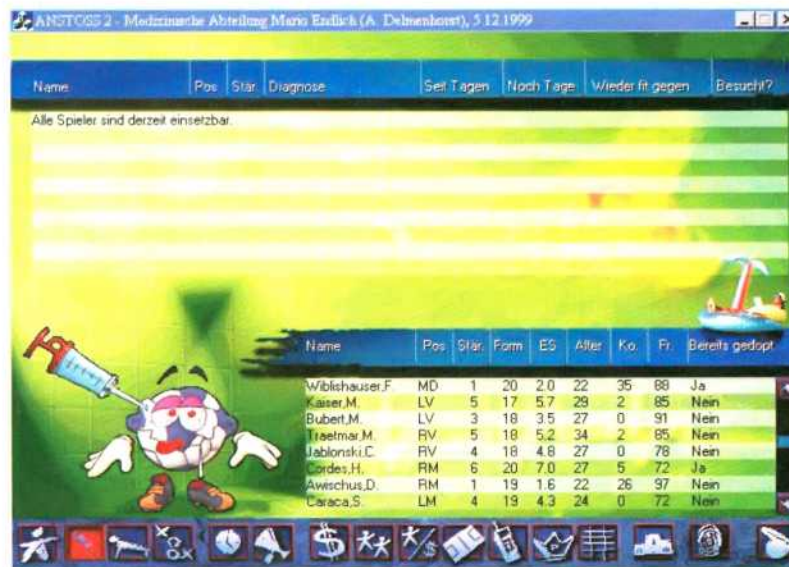 ANSTOSS 2 - Medizinische Abteilung Mario Endlich (A. Delmenhorst), 5.12.1999
Name Pos Stär. Diagnose Seit Tagen Noch Tage Wieder fit gegen Besucht?
Alle Spieler sind derzeit einsetzbar.
Name Pos Stär. Form ES Alter Ko. Fr. Bereits gedopt
Wiblishauser,F. MD 1 20 2.0 22 35 88 Ja
Kaiser,M. LV 5 17 5.7 29 2 85 Nein
Bubert,M. LV 3 18 3.5 27 0 91 Nein
Traetmar,M. RV 5 18 5.2 34 2 85 Nein
Jablonski,C. RV 4 18 4.8 27 0 78 Nein
Cordes,H. RM 6 20 7.0 27 5 72 Ja
Awischus,D. RM 1 19 1.6 22 26 97 Nein
Caraca,S. LM 4 19 4.3 24 0 72 Nein